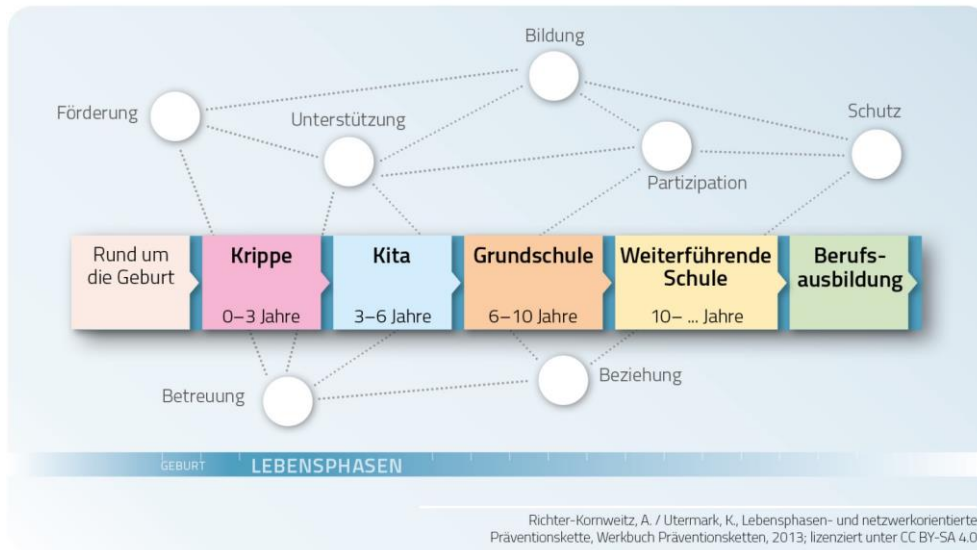 Bildung
Förderung
Unterstützung
Schutz
Partizipation
Rund um
die Geburt
Krippe
0–3 Jahre
Kita
3–6 Jahre
Grundschule
6–10 Jahre
Weiterführende
Schule
10– ... Jahre
Berufs-
ausbildung
Betreuung
Beziehung
GEBURT
LEBENSPHASEN
Richter-Kornweitz, A. / Utermark, K., Lebensphasen- und netzwerkorientierte
Präventionskette, Werkbuch Präventionsketten, 2013; lizenziert unter CC BY-SA 4.0